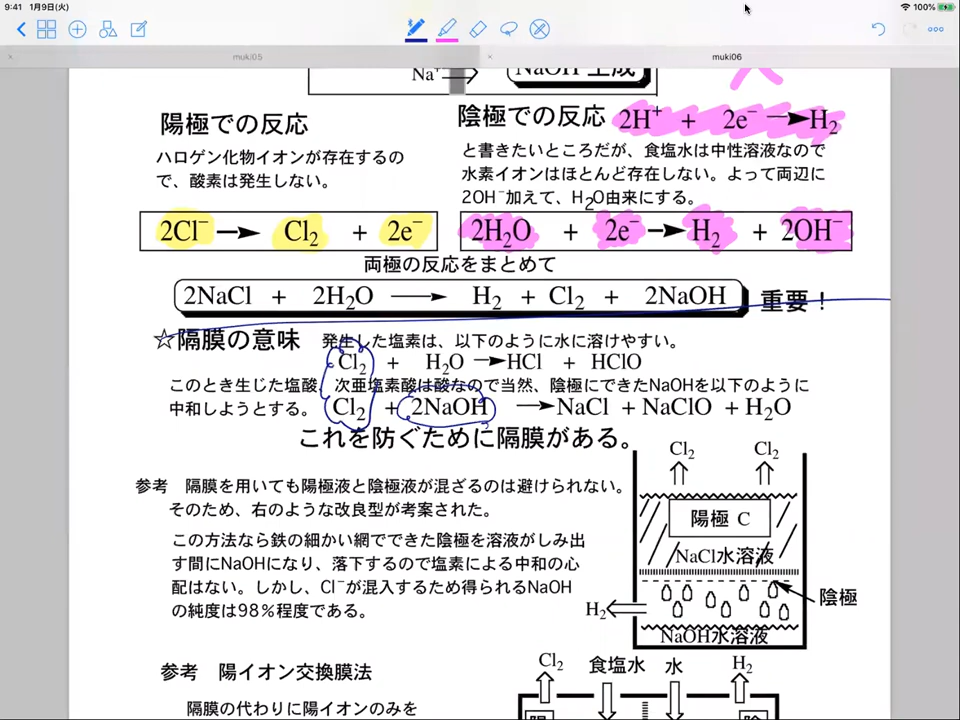 9:41 1月9日(火)
100%
muki05
muki06
Na⁺
NaOH 生成
陽極での反応
ハロゲン化物イオンが存在するの
で、酸素は発生しない。
2Cl⁻ → Cl₂ + 2e⁻
陰極での反応 2H⁺ + 2e⁻ → H₂
と書きたいところだが、食塩水は中性溶液なので
水素イオンはほとんど存在しない。よって両辺に
2OH⁻加えて、H₂O由来にする。
2H₂O + 2e⁻ → H₂ + 2OH⁻
両極の反応をまとめて
2NaCl + 2H₂O → H₂ + Cl₂ + 2NaOH 重要!
☆隔膜の意味 発生した塩素は、以下のように水に溶けやすい。
Cl₂ + H₂O → HCl + HClO
このとき生じた塩酸、次亜塩素酸は酸なので当然、陰極にできたNaOHを以下のように
中和しようとする。 Cl₂ + 2NaOH → NaCl + NaClO + H₂O
これを防ぐために隔膜がある。
参考 隔膜を用いても陽極液と陰極液が混ざるのは避けられない。
そのため、右のような改良型が考案された。
この方法なら鉄の細かい網でできた陰極を溶液がしみ出
す間にNaOHになり、落下するので塩素による中和の心
配はない。しかし、Cl⁻が混入するため得られるNaOH
の純度は98%程度である。
Cl₂ Cl₂
陽極 C
NaCl水溶液
陰極
H₂
NaOH水溶液
参考 陽イオン交換膜法
隔膜の代わりに陽イオンのみを
Cl₂ 食塩水 水 H₂